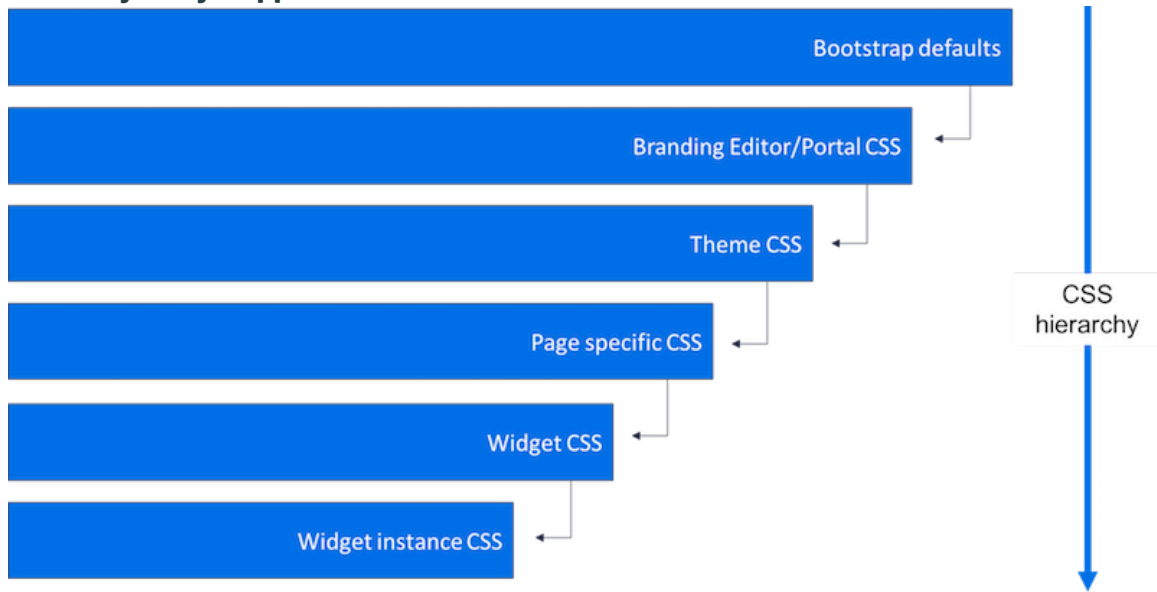 Bootstrap defaults
Branding Editor/Portal CSS
Theme CSS
CSS
hierarchy
Page specific CSS
Widget CSS
Widget instance CSS